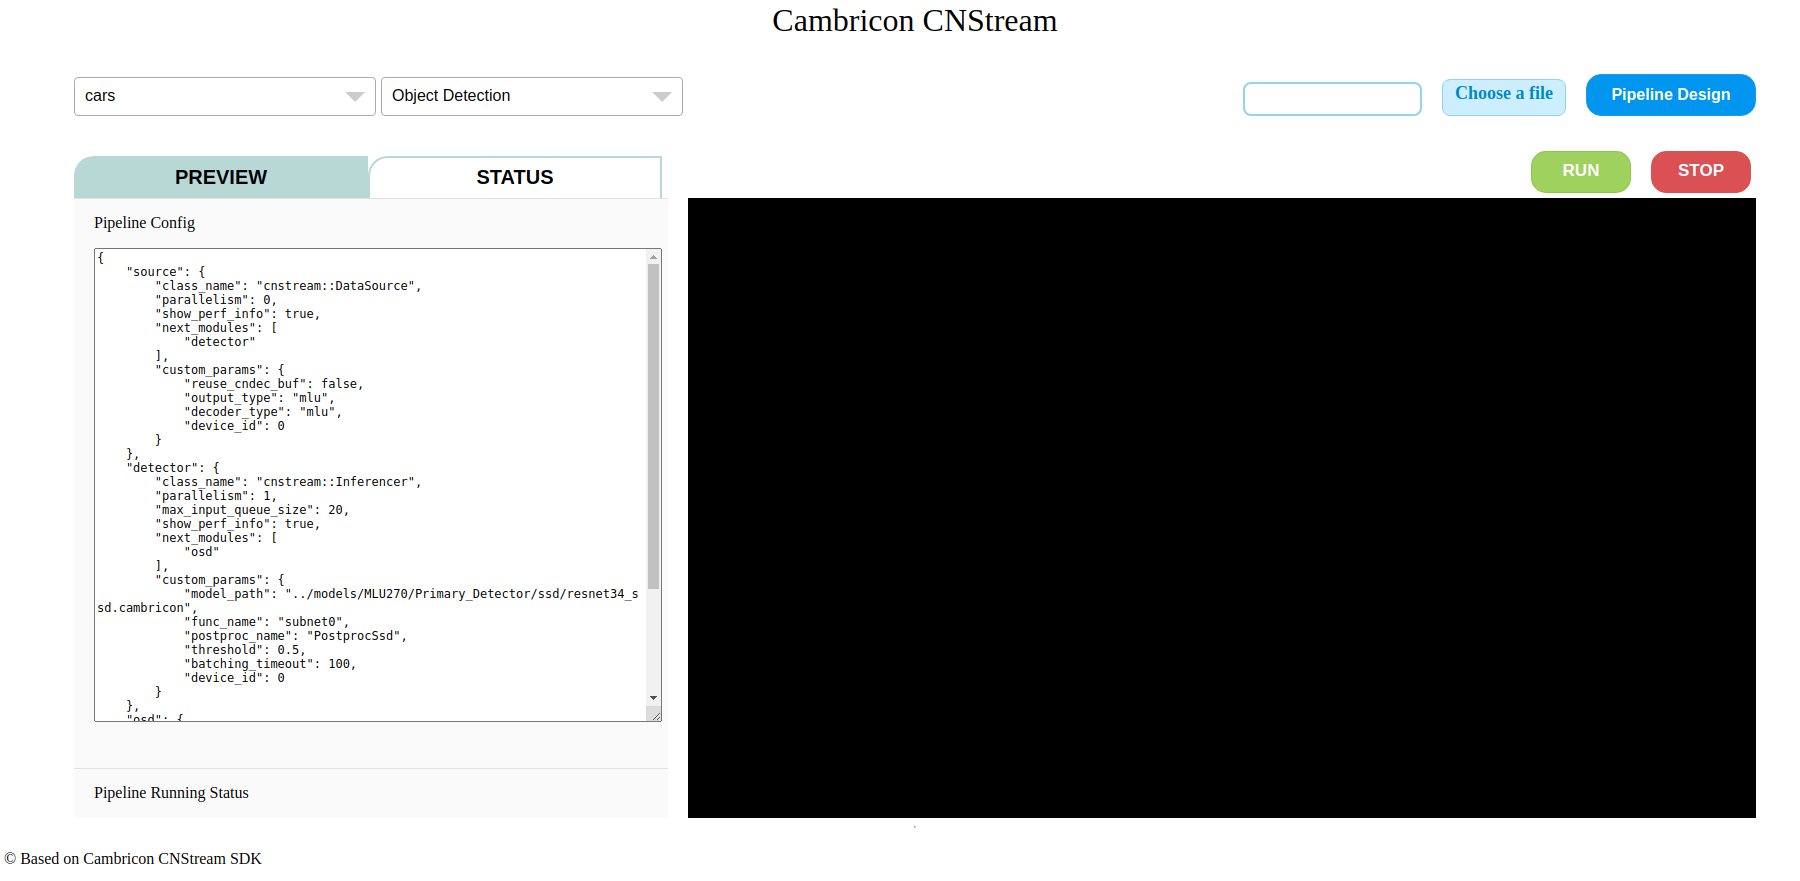 Cambricon CNStream
cars
Object Detection
Choose a file
Pipeline Design
PREVIEW
STATUS
RUN
STOP
Pipeline Config
{
    "source": {
        "class_name": "cnstream::DataSource",
        "parallelism": 0,
        "show_perf_info": true,
        "next_modules": [
            "detector"
        ],
        "custom_params": {
            "reuse_cndec_buf": false,
            "output_type": "mlu",
            "decoder_type": "mlu",
            "device_id": 0
        }
    },
    "detector": {
        "class_name": "cnstream::Inferencer",
        "parallelism": 1,
        "max_input_queue_size": 20,
        "show_perf_info": true,
        "next_modules": [
            "osd"
        ],
        "custom_params": {
            "model_path": "../models/MLU270/Primary_Detector/ssd/resnet34_s
sd.cambricon",
            "func_name": "subnet0",
            "postproc_name": "PostprocSsd",
            "threshold": 0.5,
            "batching_timeout": 100,
            "device_id": 0
        }
    },
    "osd": {
Pipeline Running Status
© Based on Cambricon CNStream SDK